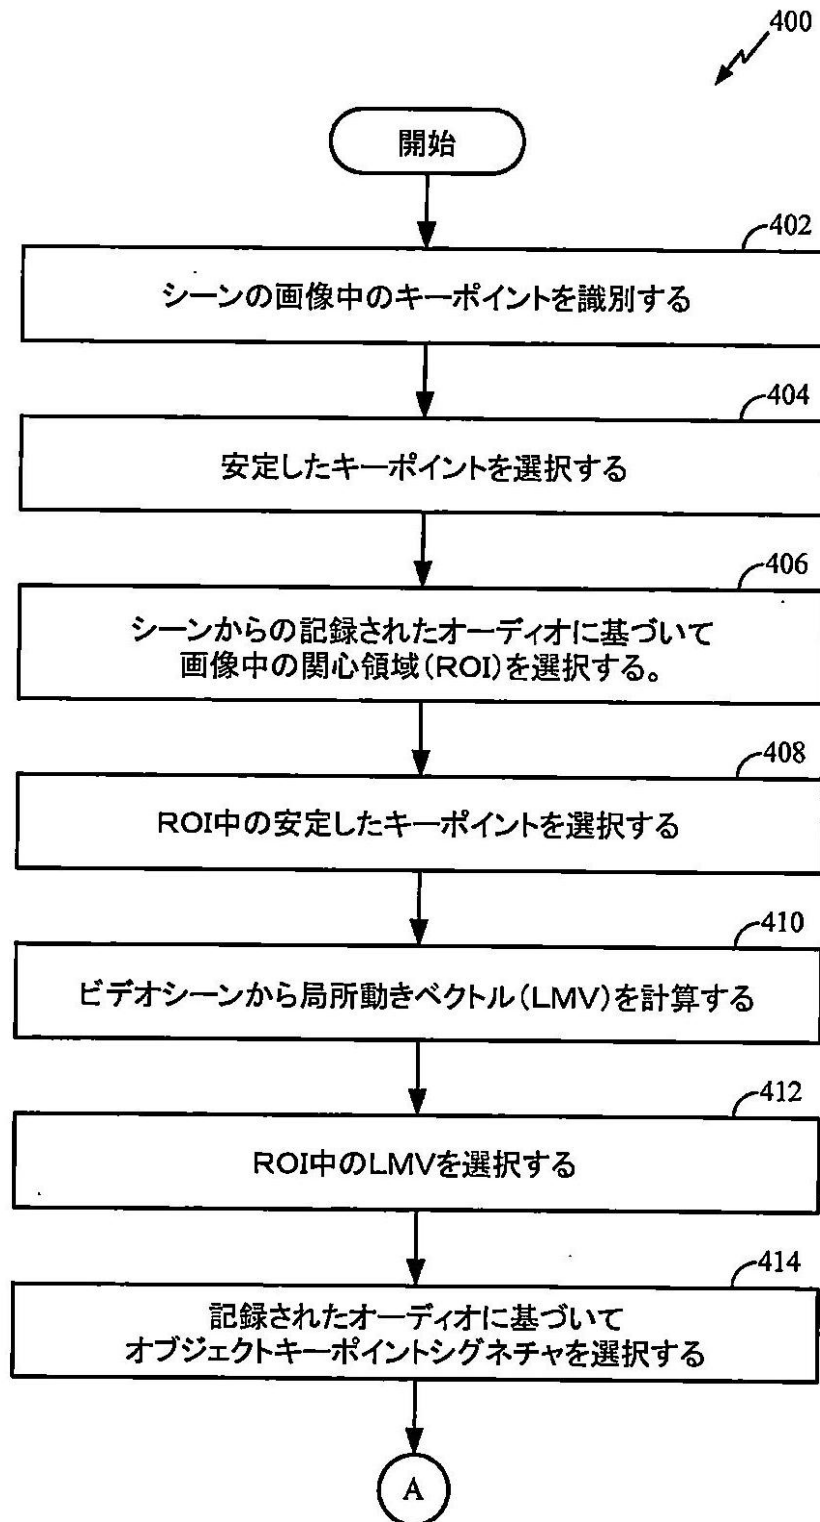 400
開始
402
シーンの画像中のキーポイントを識別する
404
安定したキーポイントを選択する
406
シーンからの記録されたオーディオに基づいて
画像中の関心領域(ROI)を選択する。
408
ROI中の安定したキーポイントを選択する
410
ビデオシーンから局所動きベクトル(LMV)を計算する
412
ROI中のLMVを選択する
414
記録されたオーディオに基づいて
オブジェクトキーポイントシグネチャを選択する
A